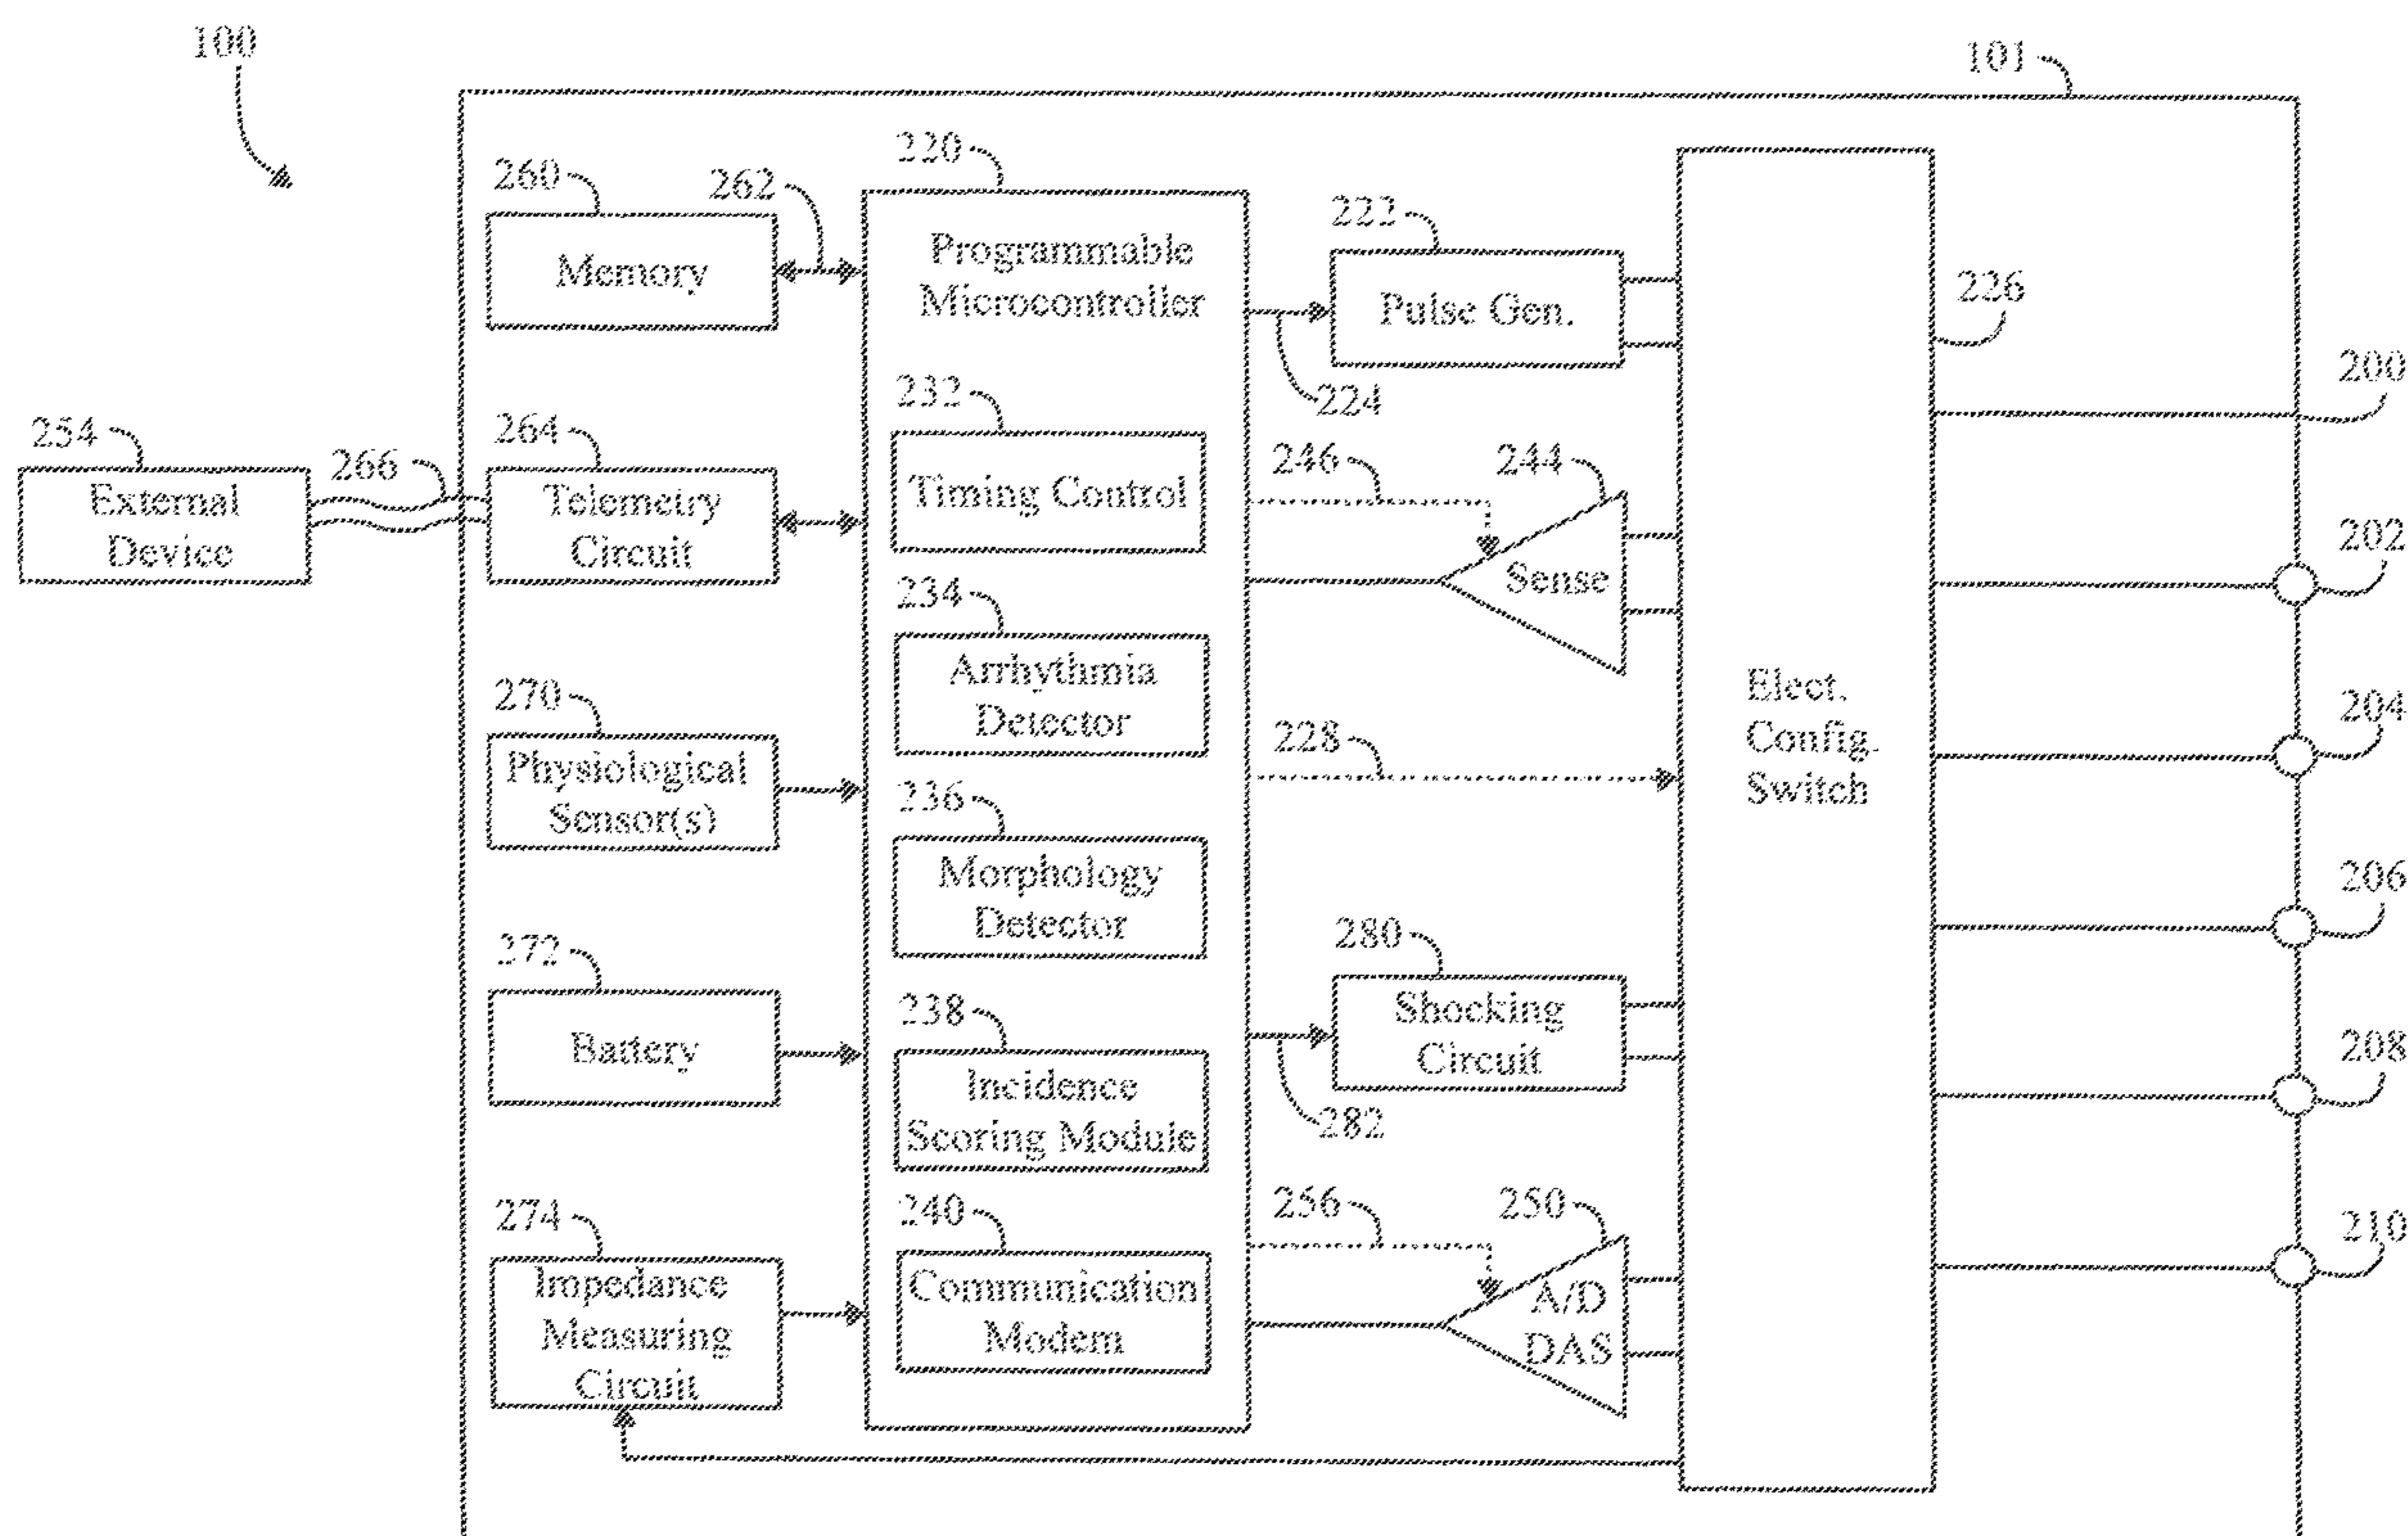 100
101
220
260
262
222
Programmable
Microcontroller
Memory
Pulse Gen.
226
200
224
232
254
264
266
246
244
External
Device
Telemetry
Circuit
Timing Control
202
Sense
234
Arrhythmia
Detector
270
Elect.
Config.
Switch
204
228
Physiological
Sensor(s)
236
Morphology
Detector
206
280
272
238
Shocking
Circuit
208
Battery
Incidence
Scoring Module
282
274
240
256
250
210
Impedance
Measuring
Circuit
Communication
Modem
A/D
DAS